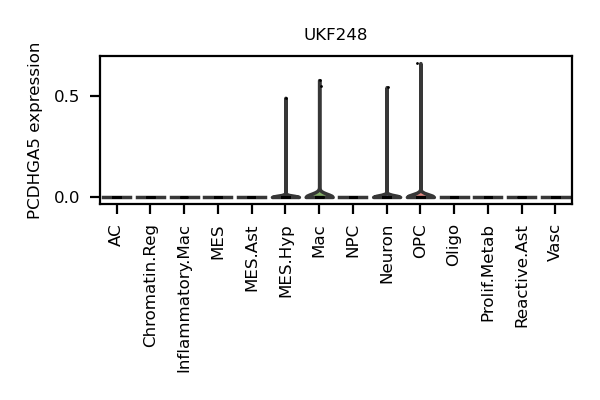 UKF248
PCDHGA5 expression
0.5
0.0
AC
Chromatin.Reg
Inflammatory.Mac
MES
MES.Ast
MES.Hyp
Mac
NPC
Neuron
OPC
Oligo
Prolif.Metab
Reactive.Ast
Vasc